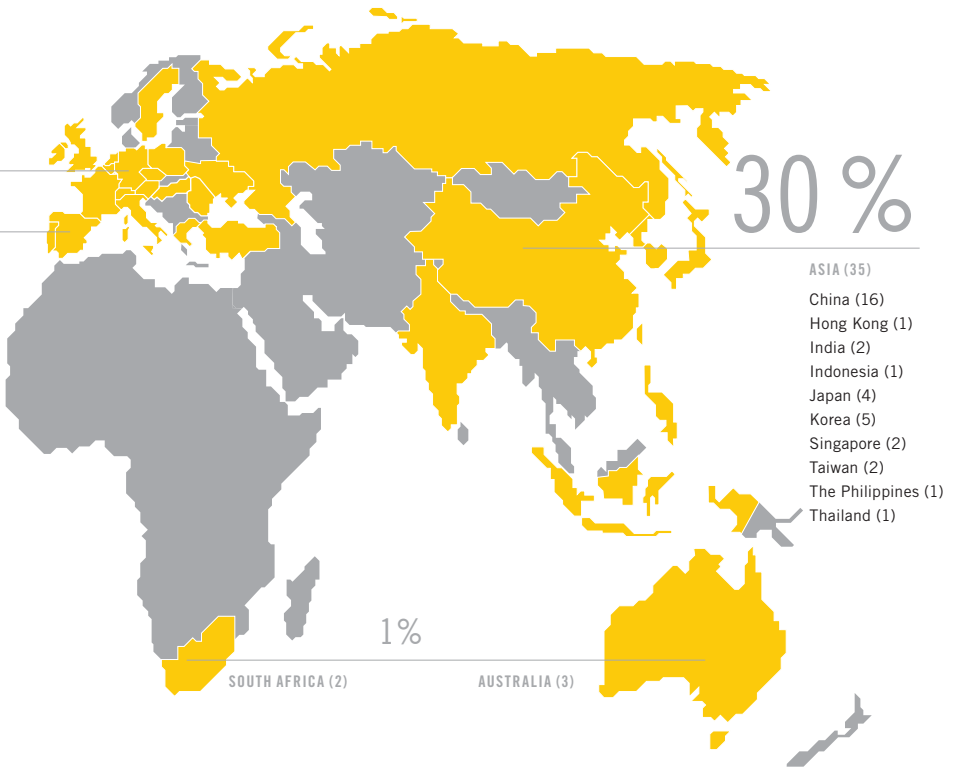 30 %
ASIA (35)
China (16)
Hong Kong (1)
India (2)
Indonesia (1)
Japan (4)
Korea (5)
Singapore (2)
Taiwan (2)
The Philippines (1)
Thailand (1)
1%
SOUTH AFRICA (2)
AUSTRALIA (3)